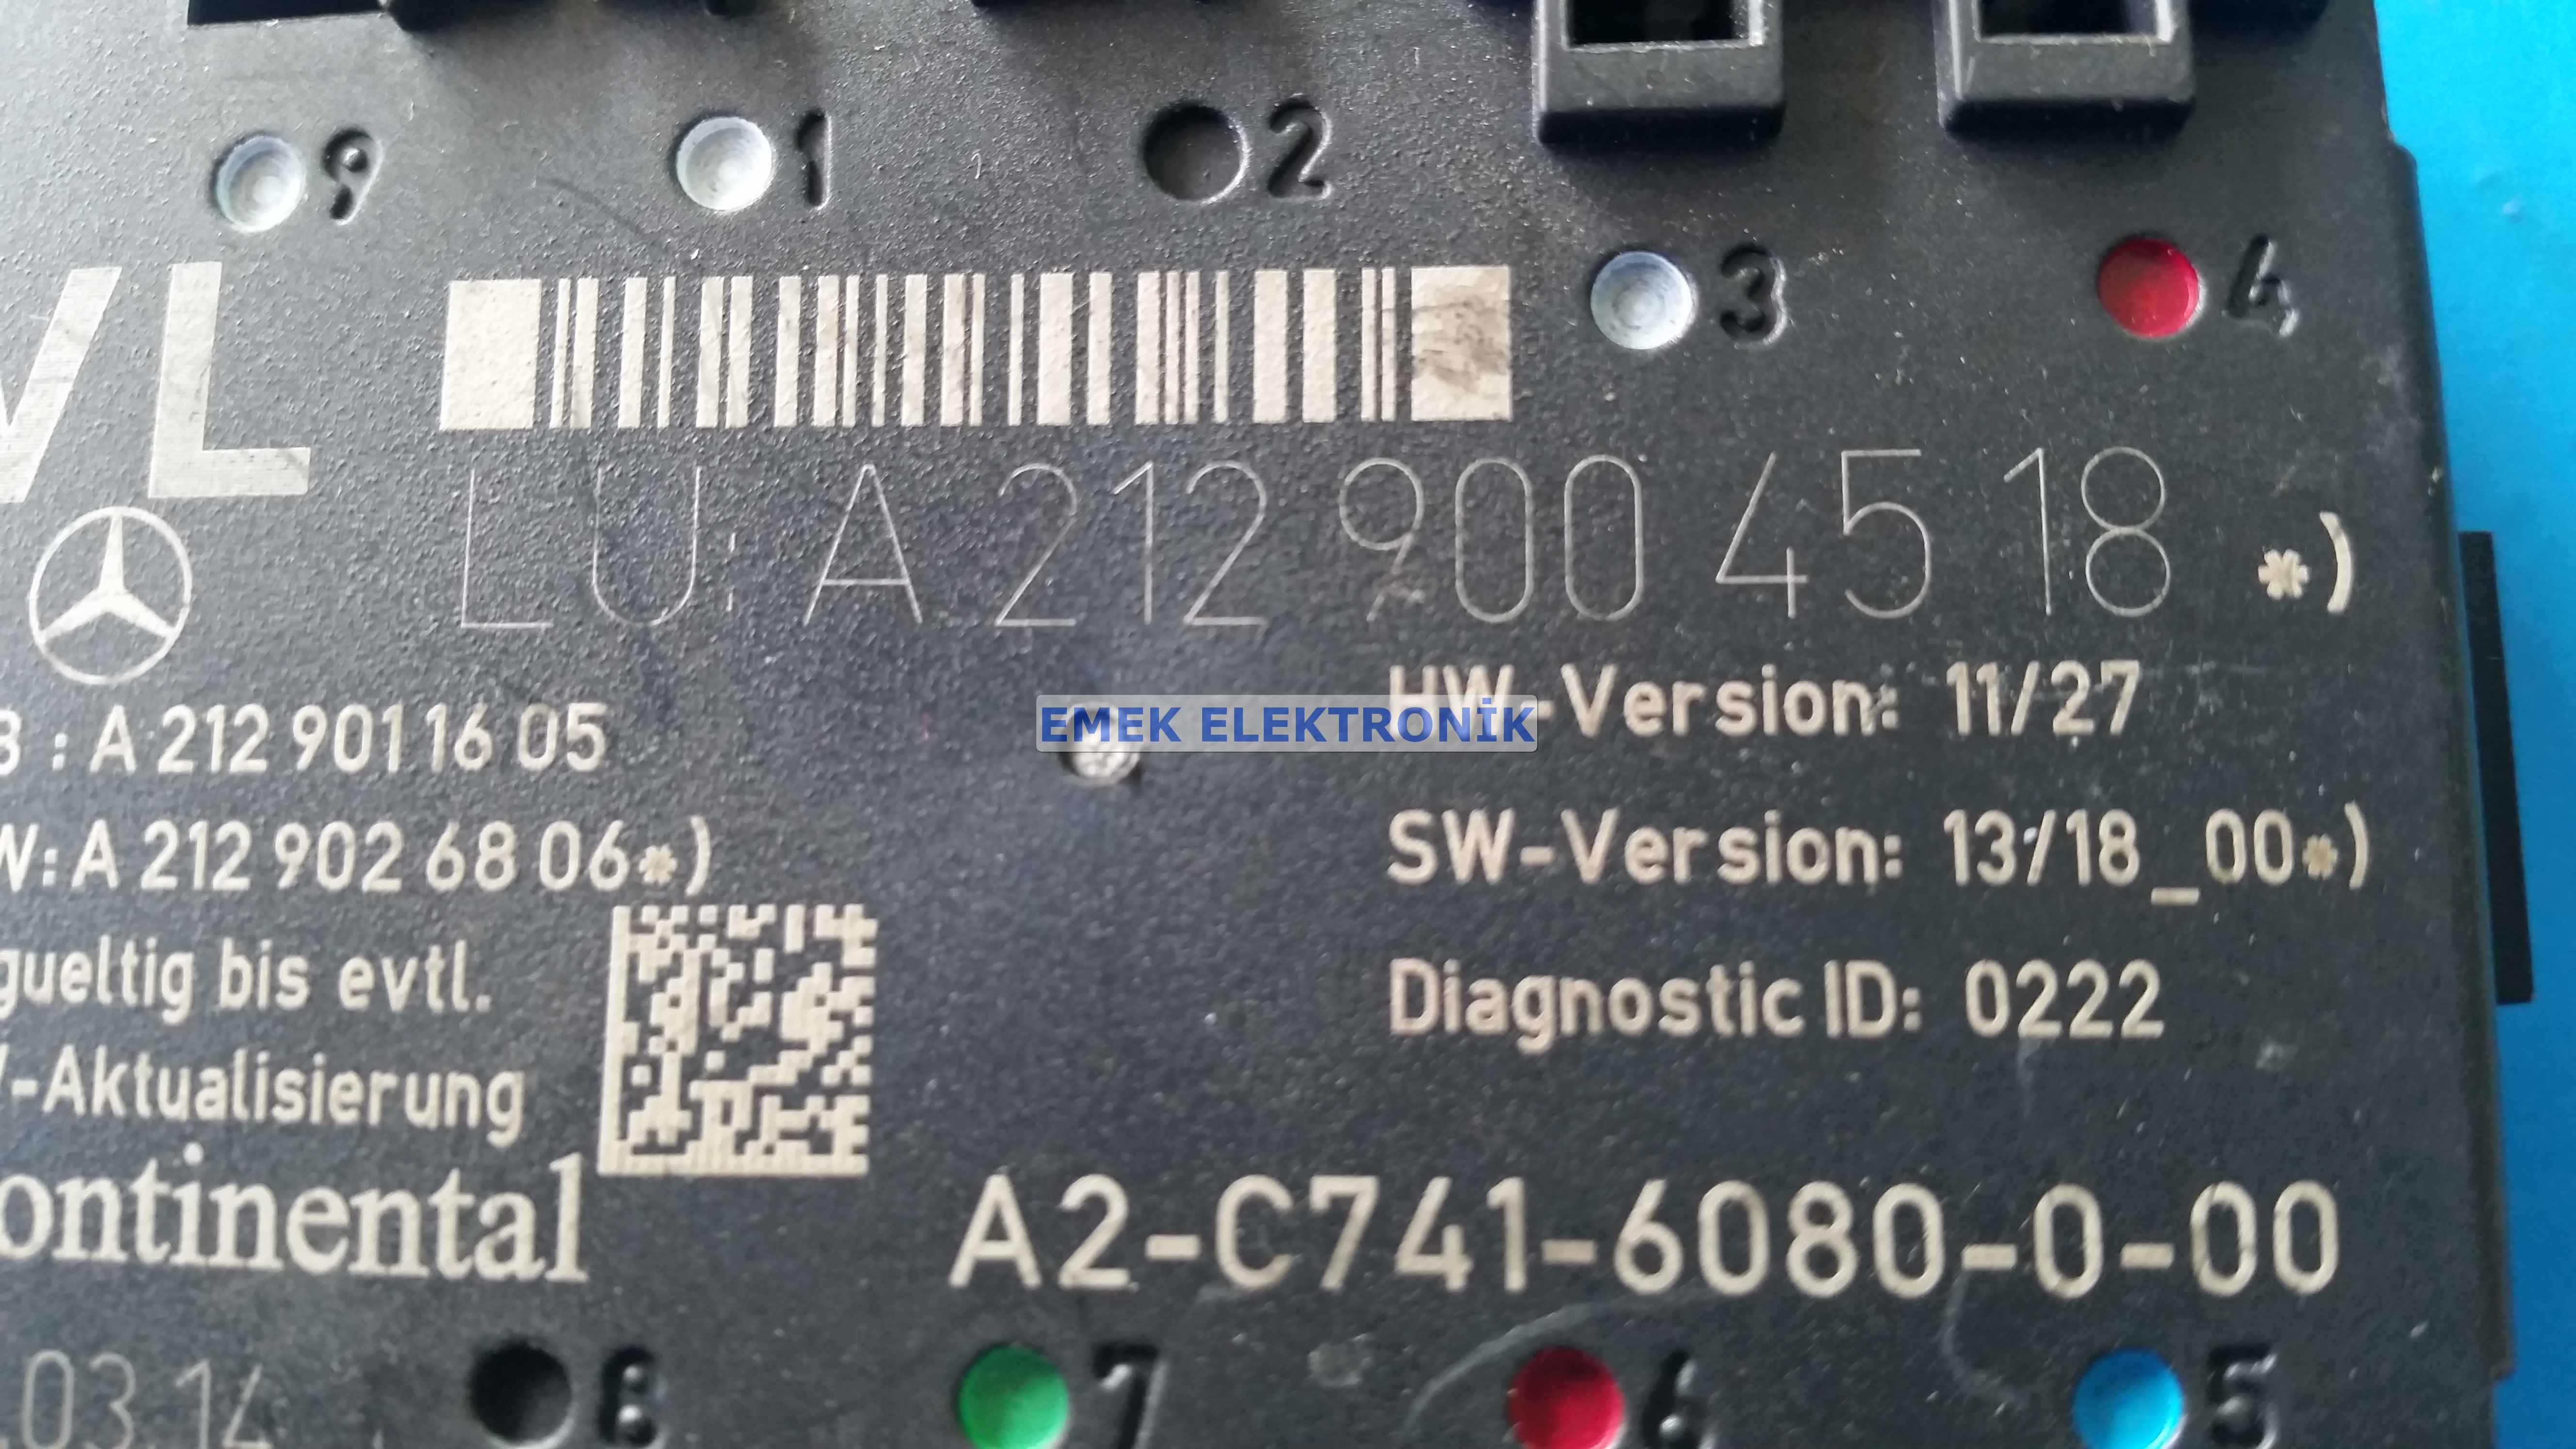 9 1 2
3 4
VL
LU: A 212 900 45 18 *)
HW-Version: 11/27
EMEK ELEKTRONİK
B : A 212 901 16 05
W: A 212 902 68 06*)
SW-Version: 13/18_00*)
gueltig bis evtl.
Diagnostic ID: 0222
-Aktualisierung
ontinental
A2-C741-6080-0-00
.03.14
8 7 6 5